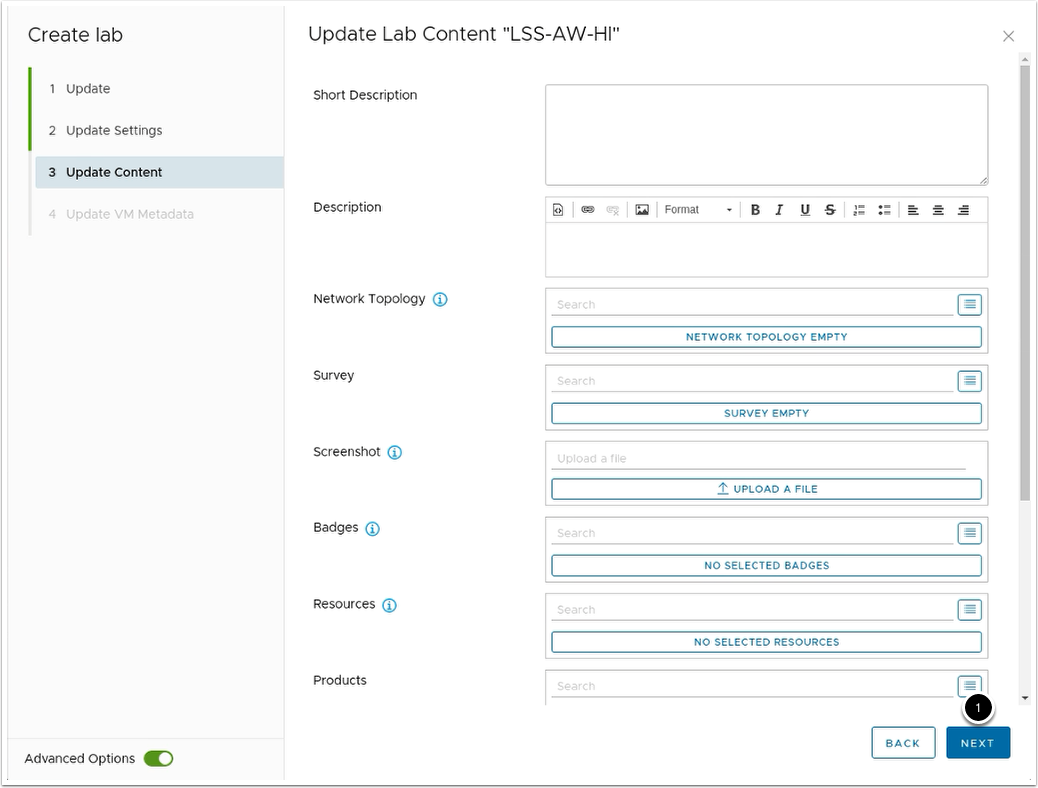 Create lab
1 Update
2 Update Settings
3 Update Content
4 Update VM Metadata
Advanced Options
Update Lab Content "LSS-AW-HI"
Short Description
Description
Format
B I U S
Network Topology
Search
NETWORK TOPOLOGY EMPTY
Survey
Search
SURVEY EMPTY
Screenshot
Upload a file
UPLOAD A FILE
Badges
Search
NO SELECTED BADGES
Resources
Search
NO SELECTED RESOURCES
Products
Search
1
BACK
NEXT